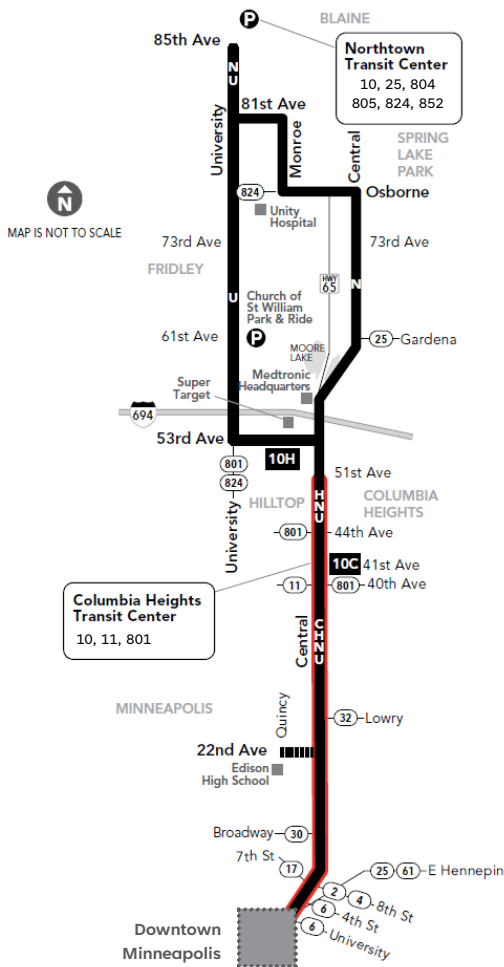 BLAINE
P
85th Ave
Northtown
Transit Center
10, 25, 804
805, 824, 852
NU
81st Ave
University
Monroe
Central
SPRING
LAKE
PARK
824
Osborne
N
Unity
Hospital
MAP IS NOT TO SCALE
73rd Ave
73rd Ave
FRIDLEY
HWY
65
U
N
Church of
St William
Park & Ride
P
61st Ave
25
Gardena
MOORE
LAKE
Medtronic
Headquarters
Super
Target
694
53rd Ave
10H
801
824
51st Ave
University
HILLTOP
HNU
COLUMBIA
HEIGHTS
801
44th Ave
10C
41st Ave
11
801
40th Ave
Columbia Heights
Transit Center
10, 11, 801
Central
CHNU
MINNEAPOLIS
Quincy
32
Lowry
22nd Ave
Edison
High School
Broadway
30
7th St
17
25
61
E Hennepin
2
4
8th St
6
4th St
6
University
Downtown
Minneapolis